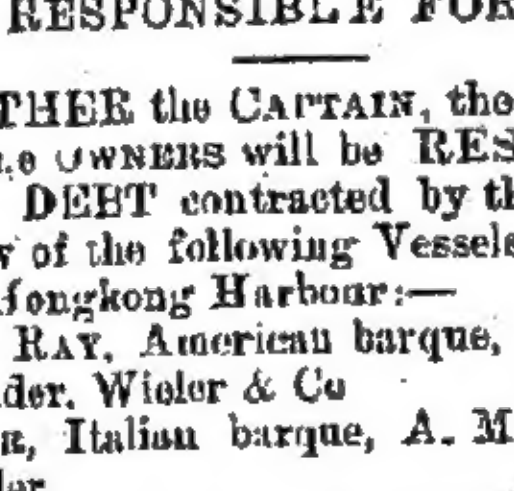 RESPONSIBLE FOR
THER the CAPTAIN, the
OWNERS will be RES
DEBT contracted by th
of the following Vessels
Hongkong Harbour:—
RAY, American barque,
der. Wieler & Co
Italian barque, A. M
der